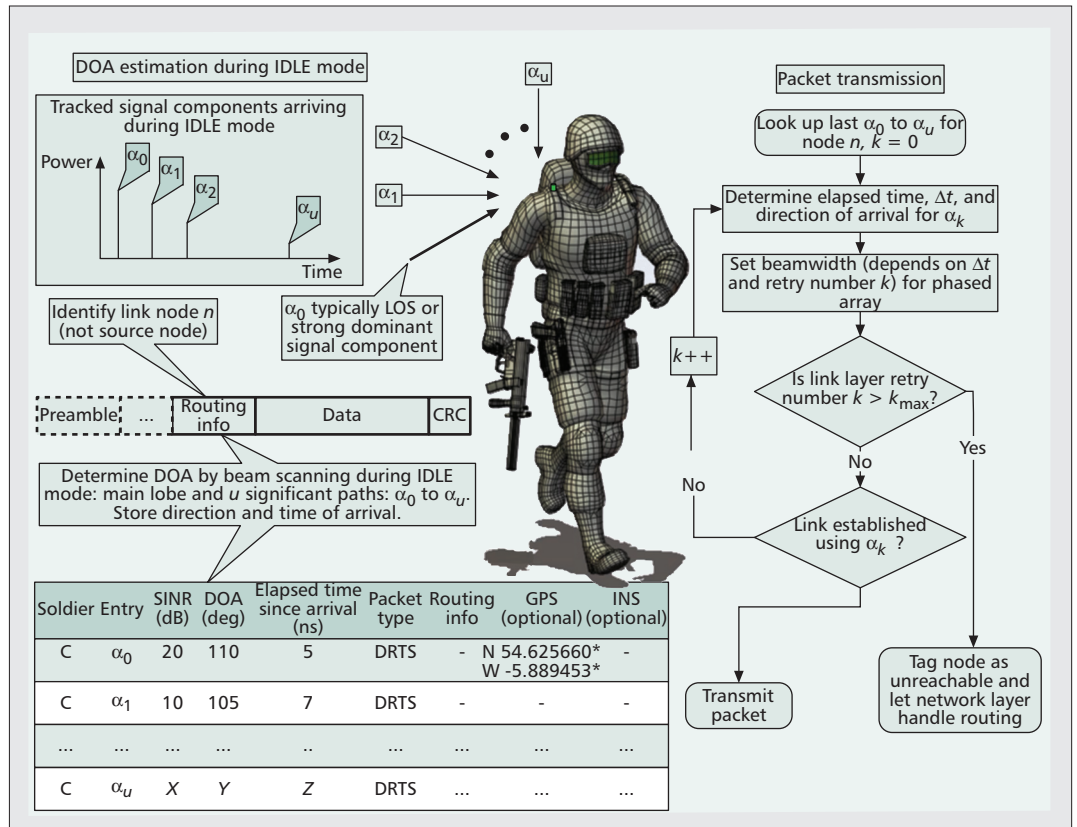 DOA estimation during IDLE mode
Tracked signal components arriving
during IDLE mode
Power
α0
α1
α2
αu
Time
αu
α2
α1
α0 typically LOS or
strong dominant
signal component
Identify link node n
(not source node)
Preamble ... Routing info Data CRC
Determine DOA by beam scanning during IDLE
mode: main lobe and u significant paths: α0 to αu.
Store direction and time of arrival.
Soldier Entry SINR (dB) DOA (deg) Elapsed time since arrival (ns) Packet type Routing info GPS (optional) INS (optional)
C α0 20 110 5 DRTS - N 54.625660* -
W -5.889453*
C α1 10 105 7 DRTS - - -
... ... ... ... .. ... ... ... ...
C αu X Y Z DRTS ... ... ...
Packet transmission
Look up last α0 to αu for
node n, k = 0
Determine elapsed time, Δt, and
direction of arrival for αk
Set beamwidth (depends on Δt
and retry number k) for phased
array
k++
Is link layer retry
number k > kmax?
Yes
No
No
Link established
using αk ?
Transmit
packet
Tag node as
unreachable and
let network layer
handle routing